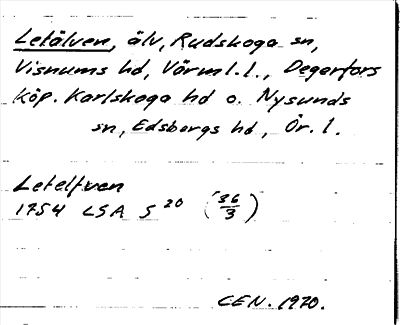 Letälven, älv, Rudskoga sn,
Visnums hd, Värml.l., Degerfors
köp. Karlskoga hd o. Nysunds
sn, Edsbergs hd, Ör. l.
Letelfven
1754 LSA S 20 (36/3)
CEN. 1970.